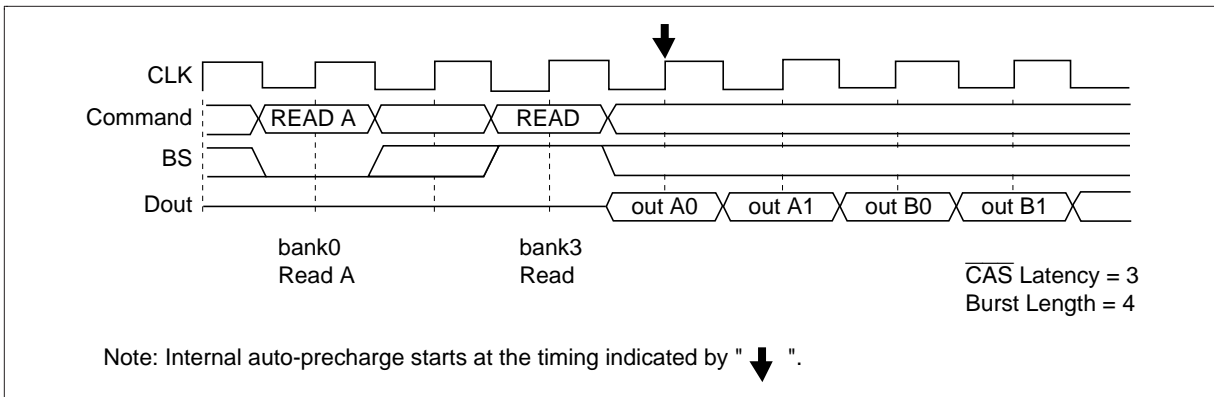 CLK
Command
READ A
READ
BS
Dout
out A0
out A1
out B0
out B1
bank0
Read A
bank3
Read
CAS Latency = 3
Burst Length = 4
Note: Internal auto-precharge starts at the timing indicated by " ".